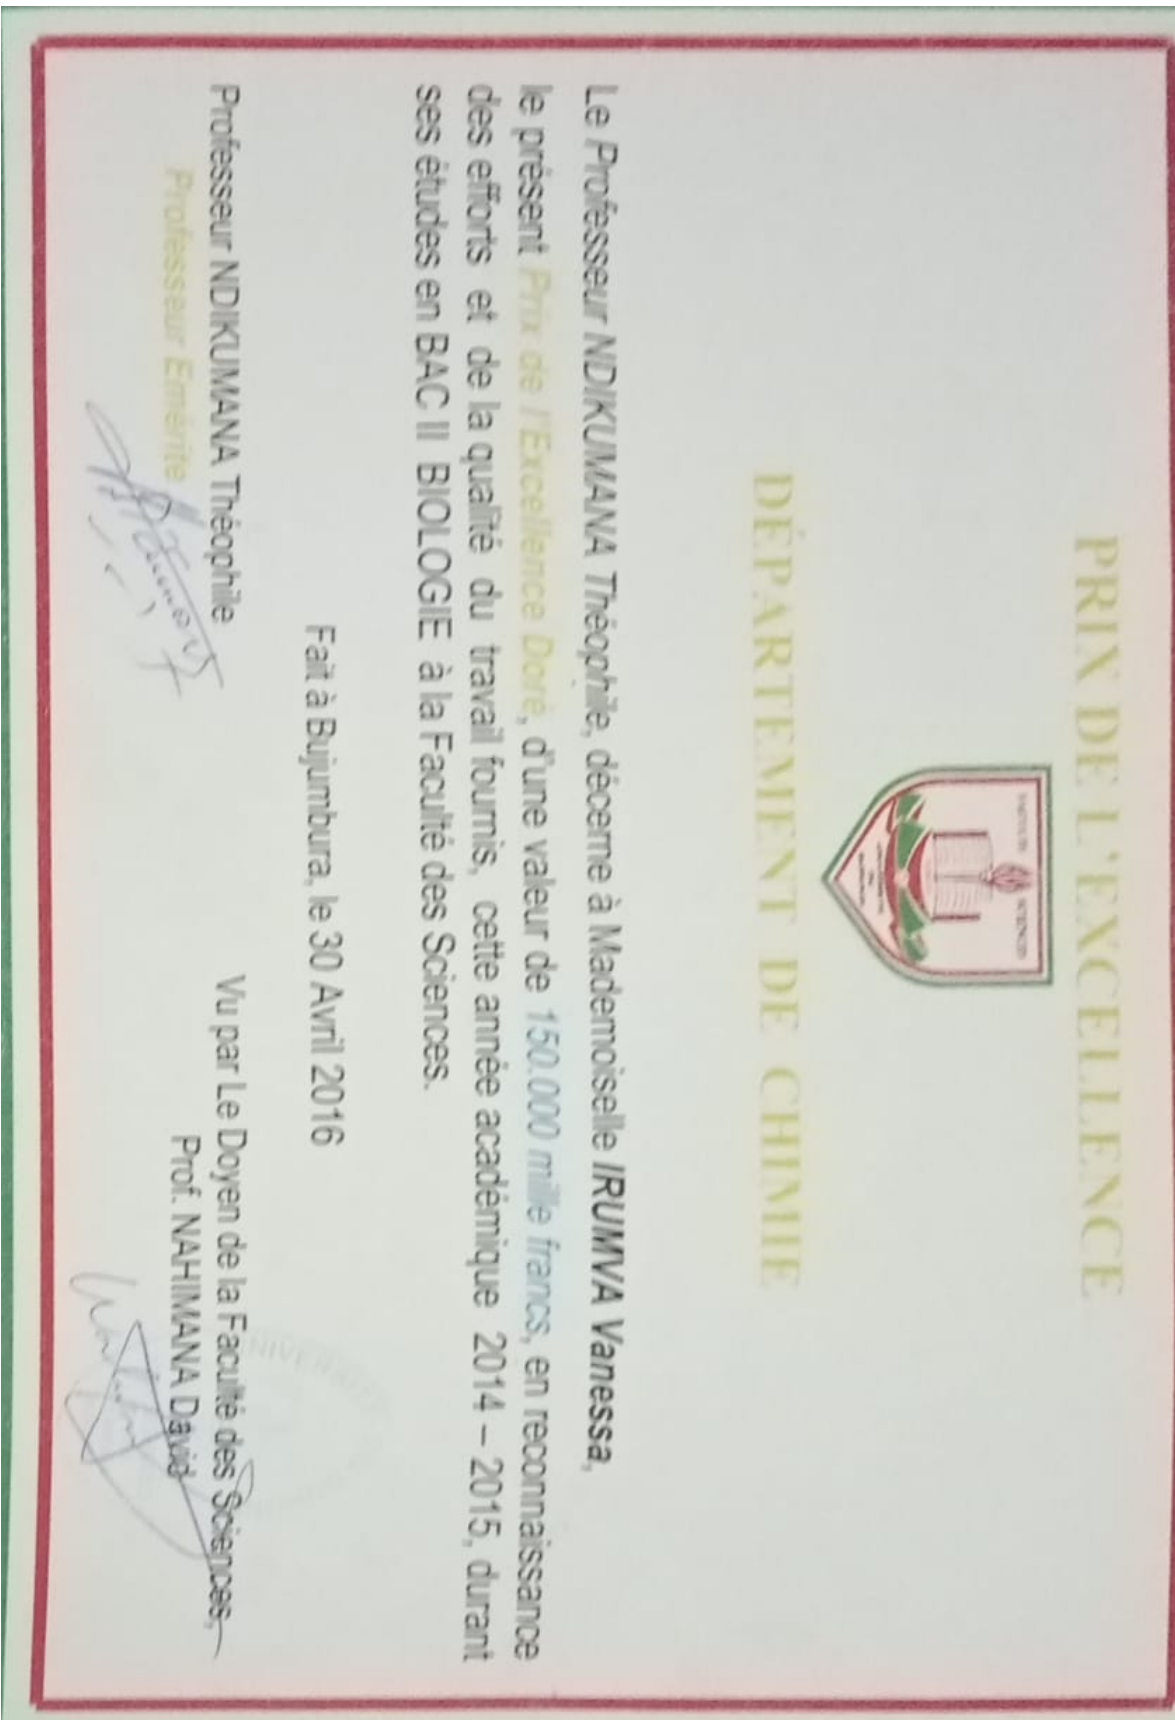 PRIX DE L'EXCELLENCE
FACULTE SCIENCES
DÉPARTEMENT DE CHIMIE
Le Professeur NDIKUMANA Théophile, décerne à Mademoiselle IRUMVA Vanessa,
le présent Prix de l'Excellence Doré, d'une valeur de 150.000 mille francs, en reconnaissance
des efforts et de la qualité du travail fournis, cette année académique 2014 – 2015, durant
ses études en BAC II BIOLOGIE à la Faculté des Sciences.
Fait à Bujumbura, le 30 Avril 2016
Professeur NDIKUMANA Théophile
Professeur Emérite
Vu par Le Doyen de la Faculté des Sciences,
Prof. NAHIMANA David